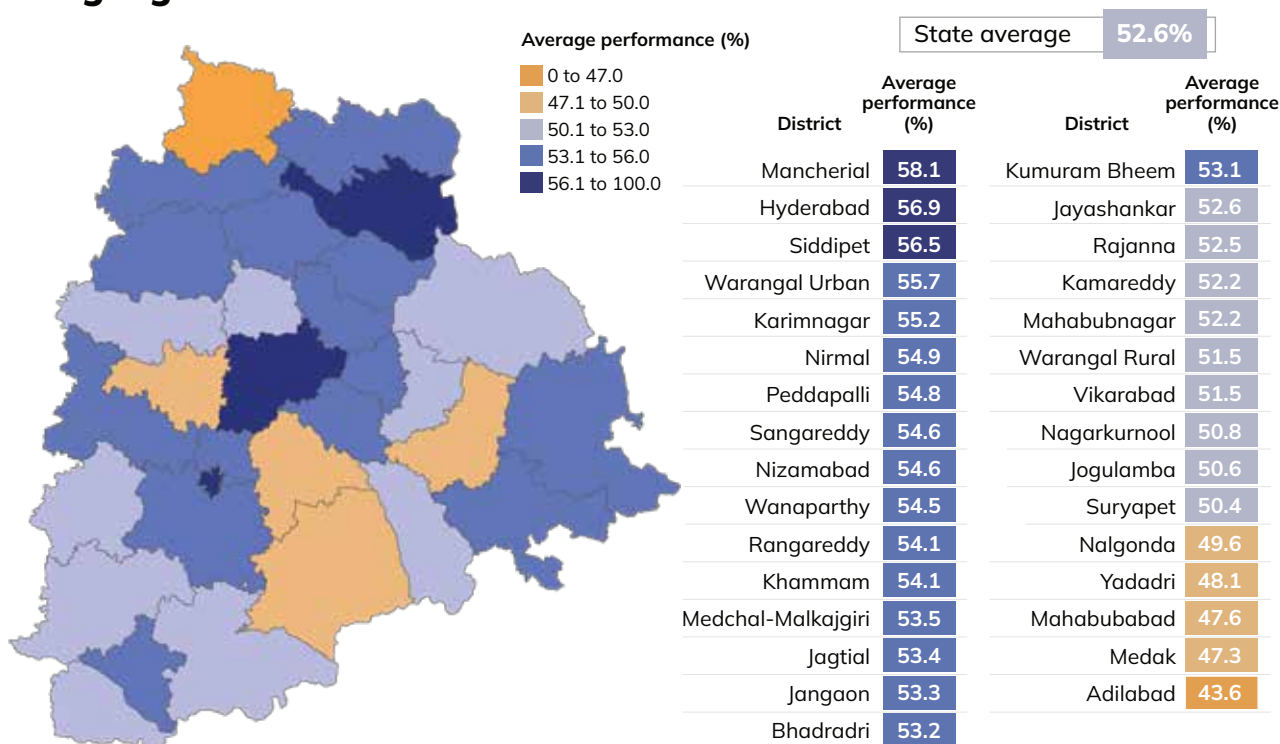 Average performance (%)
0 to 47.0
47.1 to 50.0
50.1 to 53.0
53.1 to 56.0
56.1 to 100.0
State average 52.6%
District Average performance (%)
Mancherial 58.1
Hyderabad 56.9
Siddipet 56.5
Warangal Urban 55.7
Karimnagar 55.2
Nirmal 54.9
Peddapalli 54.8
Sangareddy 54.6
Nizamabad 54.6
Wanaparthy 54.5
Rangareddy 54.1
Khammam 54.1
Medchal-Malkajgiri 53.5
Jagtial 53.4
Jangaon 53.3
Bhadradri 53.2
District Average performance (%)
Kumuram Bheem 53.1
Jayashankar 52.6
Rajanna 52.5
Kamareddy 52.2
Mahabubnagar 52.2
Warangal Rural 51.5
Vikarabad 51.5
Nagarkurnool 50.8
Jogulamba 50.6
Suryapet 50.4
Nalgonda 49.6
Yadadri 48.1
Mahabubabad 47.6
Medak 47.3
Adilabad 43.6